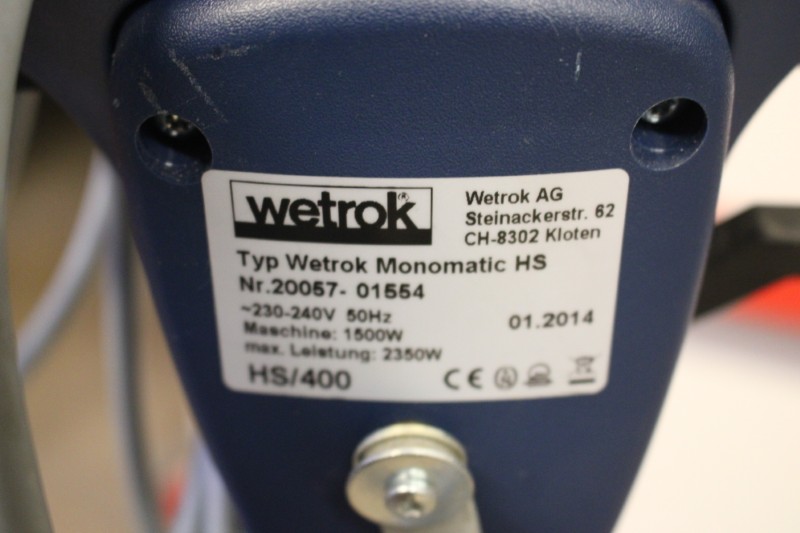 wetrok®
Wetrok AG
Steinackerstr. 62
CH-8302 Kloten
Typ Wetrok Monomatic HS
Nr.20057- 01554
~230-240V 50Hz
Maschine: 1500W
max. Leistung: 2350W
01.2014
HS/400
CE